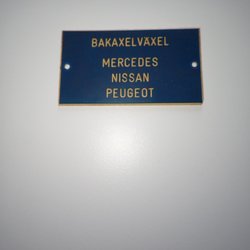 BAKAXELVÄXEL
MERCEDES
NISSAN
PEUGEOT